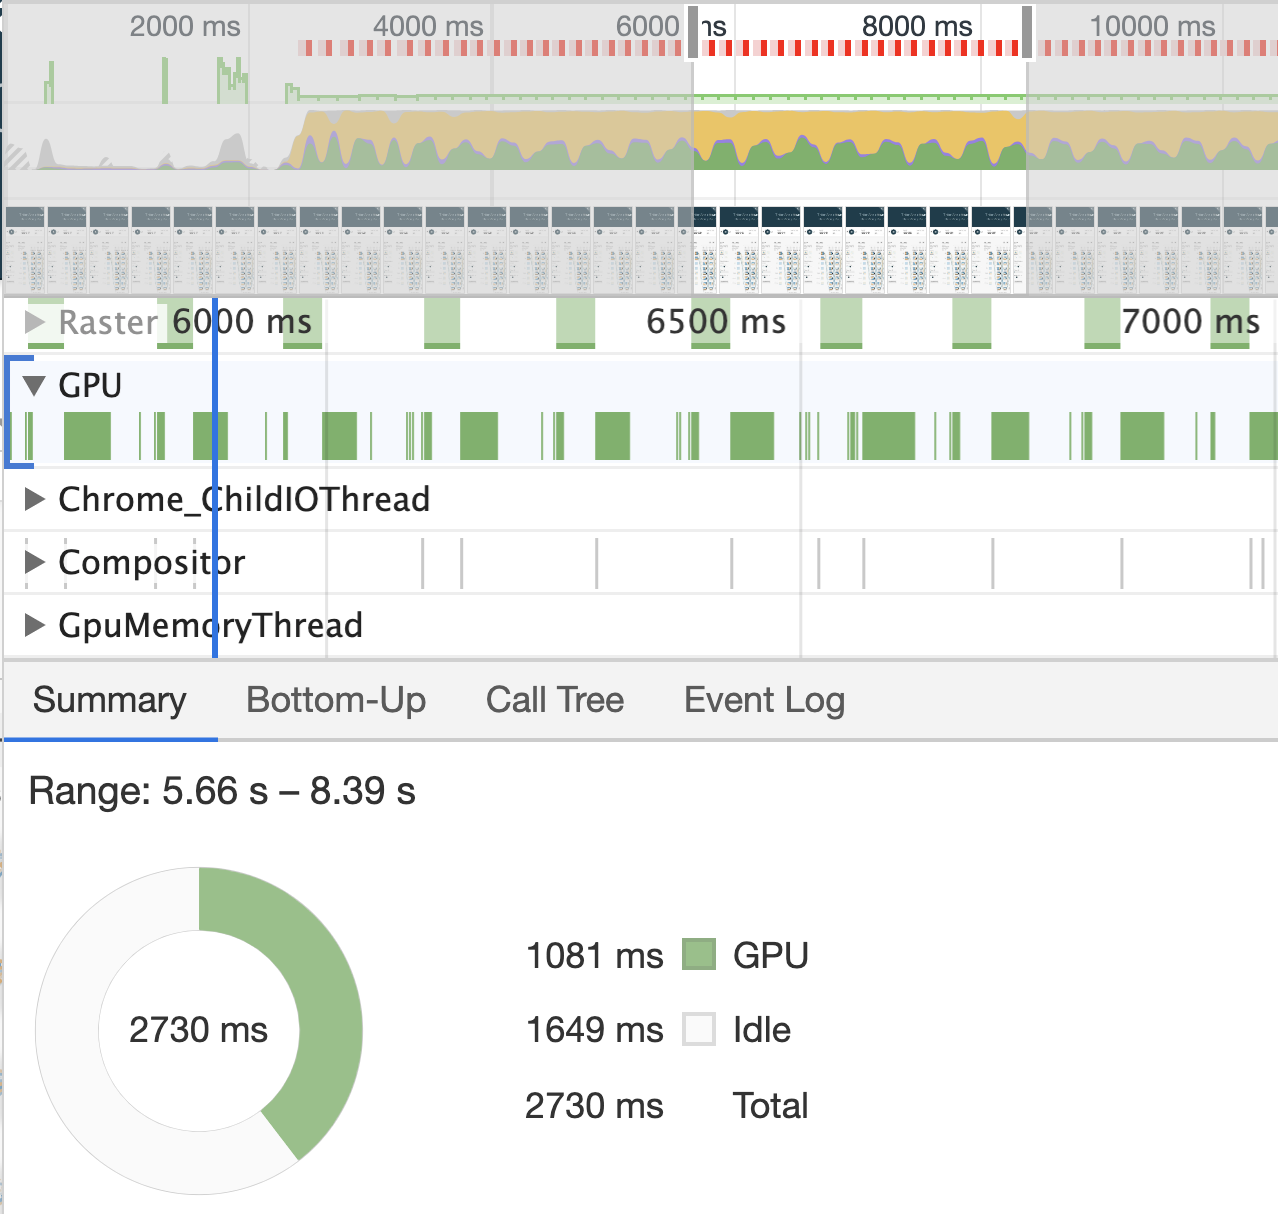 2000 ms 4000 ms 6000 ms 8000 ms 10000 ms
Raster 6000 ms 6500 ms 7000 ms
GPU
Chrome_ChildIOThread
Compositor
GpuMemoryThread
Summary Bottom-Up Call Tree Event Log
Range: 5.66 s – 8.39 s
1081 ms GPU
2730 ms 1649 ms Idle
2730 ms Total